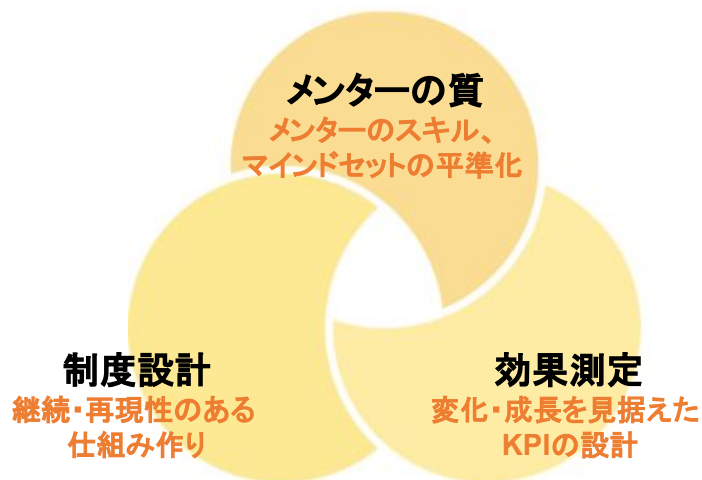 メンターの質
メンターのスキル、
マインドセットの平準化
制度設計
継続・再現性のある
仕組み作り
効果測定
変化・成長を見据えた
KPIの設計